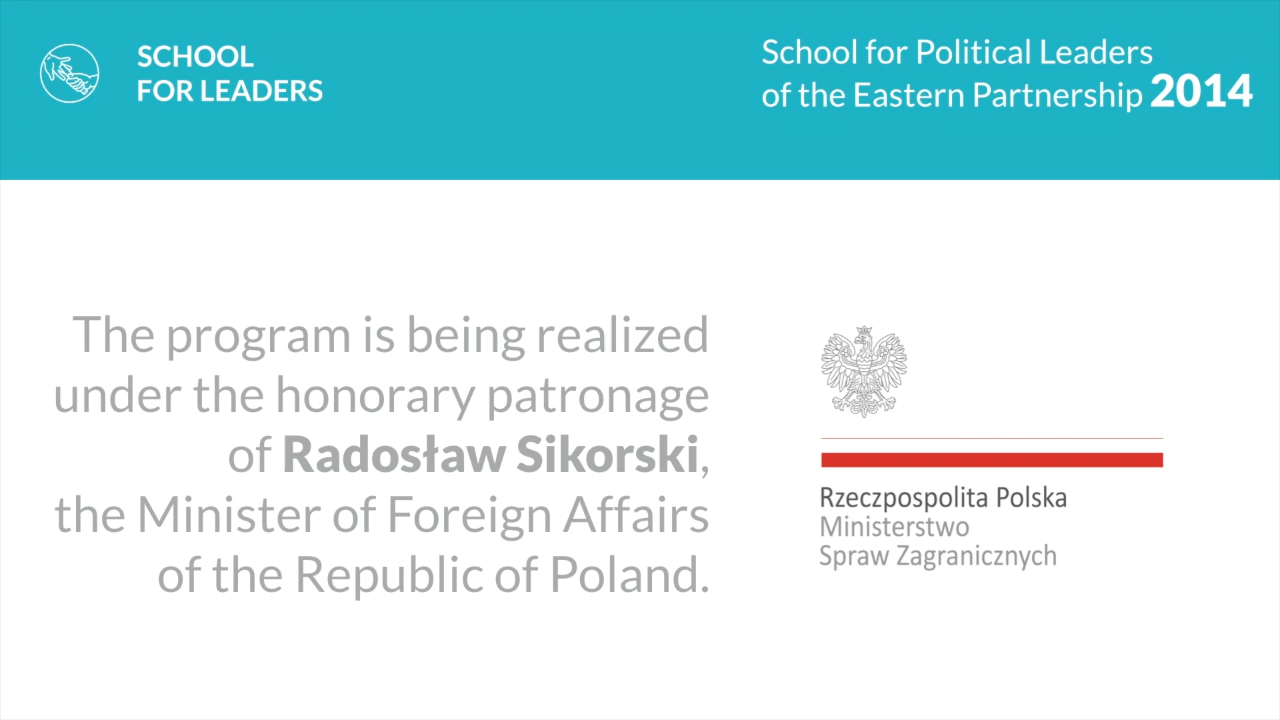 SCHOOL
FOR LEADERS
School for Political Leaders
of the Eastern Partnership 2014
The program is being realized
under the honorary patronage
of Radosław Sikorski,
the Minister of Foreign Affairs
of the Republic of Poland.
Rzeczpospolita Polska
Ministerstwo
Spraw Zagranicznych